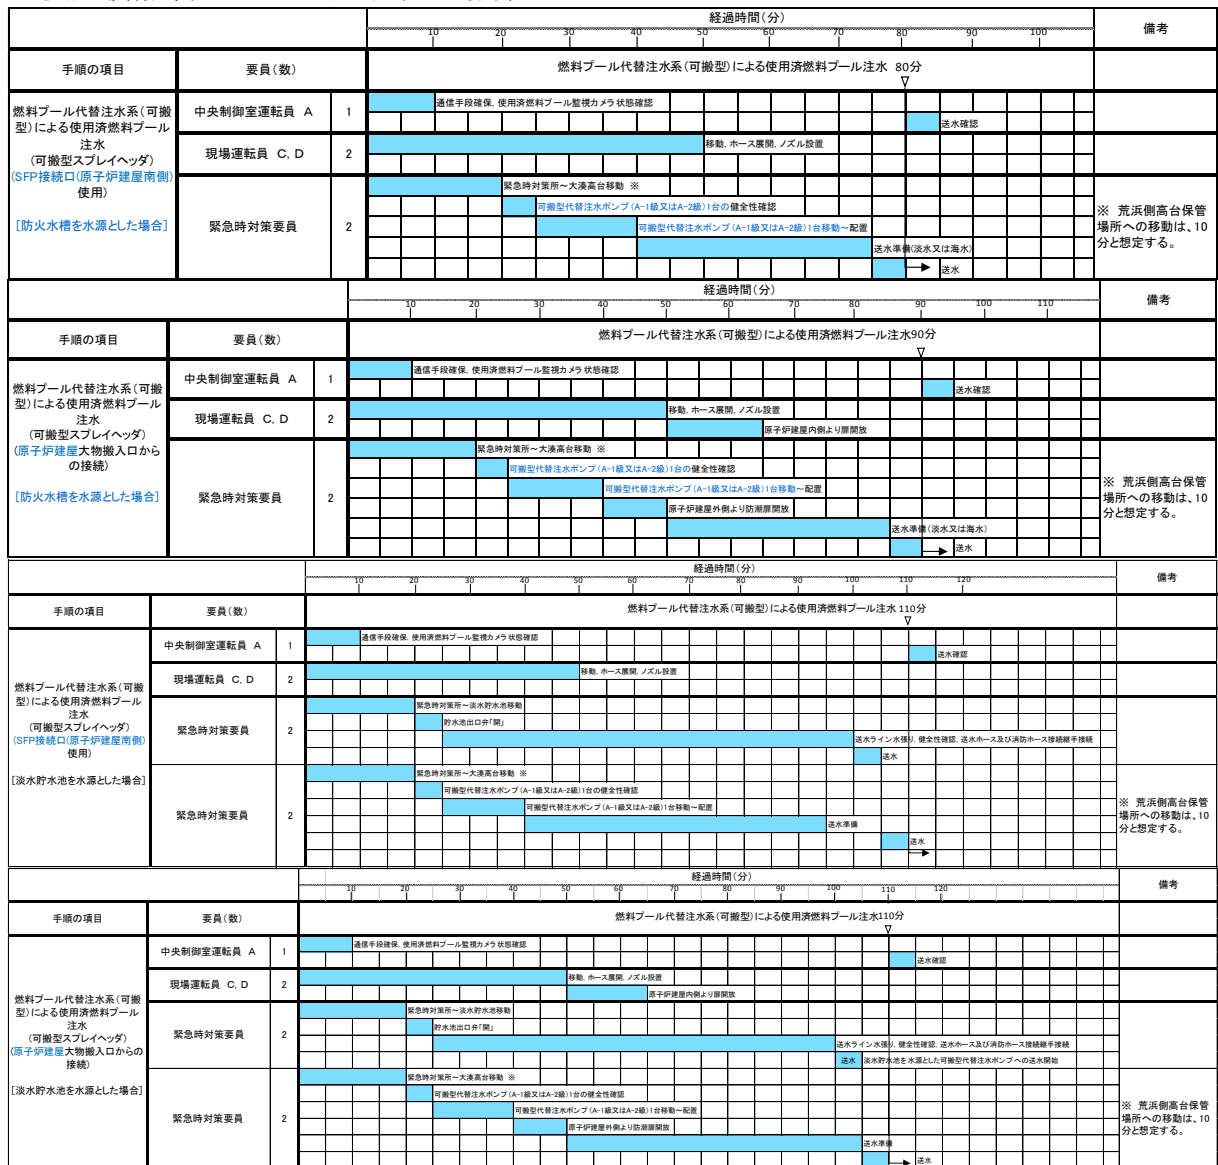 経過時間(分)
備考
10 20 30 40 50 60 70 80 90 100
手順の項目
要員(数)
燃料プール代替注水系(可搬型)による使用済燃料プール注水 80分
燃料プール代替注水系(可搬
型)による使用済燃料プール
注水
(可搬型スプレイヘッダ)
(SFP接続口(原子炉建屋南側)
使用)
[防火水槽を水源とした場合]
中央制御室運転員 A
1
通信手段確保, 使用済燃料プール監視カメラ状態確認
送水確認
現場運転員 C, D
2
移動, ホース展開, ノズル設置
緊急時対策要員
2
緊急時対策所~大湊高台移動 ※
可搬型代替注水ポンプ(A-1級又はA-2級)1台の健全性確認
可搬型代替注水ポンプ(A-1級又はA-2級)1台移動~配置
送水準備(淡水又は海水)
送水
※ 荒浜側高台保管
場所への移動は、10
分と想定する。
経過時間(分)
備考
10 20 30 40 50 60 70 80 90 100 110
手順の項目
要員(数)
燃料プール代替注水系(可搬型)による使用済燃料プール注水90分
燃料プール代替注水系(可搬
型)による使用済燃料プール
注水
(可搬型スプレイヘッダ)
(原子炉建屋大物搬入口から
の接続)
[防火水槽を水源とした場合]
中央制御室運転員 A
1
通信手段確保, 使用済燃料プール監視カメラ状態確認
送水確認
現場運転員 C, D
2
移動, ホース展開, ノズル設置
原子炉建屋内側より扉開放
緊急時対策要員
2
緊急時対策所~大湊高台移動 ※
可搬型代替注水ポンプ(A-1級又はA-2級)1台の健全性確認
可搬型代替注水ポンプ(A-1級又はA-2級)1台移動~配置
原子炉建屋外側より防潮扉開放
送水準備(淡水又は海水)
送水
※ 荒浜側高台保管
場所への移動は、10
分と想定する。
経過時間(分)
備考
10 20 30 40 50 60 70 80 90 100 110 120
手順の項目
要員(数)
燃料プール代替注水系(可搬型)による使用済燃料プール注水 110分
燃料プール代替注水系(可搬
型)による使用済燃料プール
注水
(可搬型スプレイヘッダ)
(SFP接続口(原子炉建屋南側)
使用)
[淡水貯水池を水源とした場合]
中央制御室運転員 A
1
通信手段確保, 使用済燃料プール監視カメラ状態確認
送水確認
現場運転員 C, D
2
移動, ホース展開, ノズル設置
緊急時対策要員
2
緊急時対策所~淡水貯水池移動
貯水池出口弁「開」
送水ライン水張り, 健全性確認, 送水ホース及び消防ホース接続継手接続
送水
緊急時対策要員
2
緊急時対策所~大湊高台移動 ※
可搬型代替注水ポンプ(A-1級又はA-2級)1台の健全性確認
可搬型代替注水ポンプ(A-1級又はA-2級)1台移動~配置
送水準備
送水
※ 荒浜側高台保管
場所への移動は、10
分と想定する。
経過時間(分)
備考
10 20 30 40 50 60 70 80 90 100 110 120
手順の項目
要員(数)
燃料プール代替注水系(可搬型)による使用済燃料プール注水110分
燃料プール代替注水系(可搬
型)による使用済燃料プール
注水
(可搬型スプレイヘッダ)
(原子炉建屋大物搬入口からの
接続)
[淡水貯水池を水源とした場合]
中央制御室運転員 A
1
通信手段確保, 使用済燃料プール監視カメラ状態確認
送水確認
現場運転員 C, D
2
移動, ホース展開, ノズル設置
原子炉建屋内側より扉開放
緊急時対策要員
2
緊急時対策所~淡水貯水池移動
貯水池出口弁「開」
送水ライン水張り, 健全性確認, 送水ホース及び消防ホース接続継手接続
送水
淡水貯水池を水源とした可搬型代替注水ポンプへの送水開始
緊急時対策要員
2
緊急時対策所~大湊高台移動 ※
可搬型代替注水ポンプ(A-1級又はA-2級)1台の健全性確認
可搬型代替注水ポンプ(A-1級又はA-2級)1台移動~配置
原子炉建屋外側より防潮扉開放
送水準備
送水
※ 荒浜側高台保管
場所への移動は、10
分と想定する。